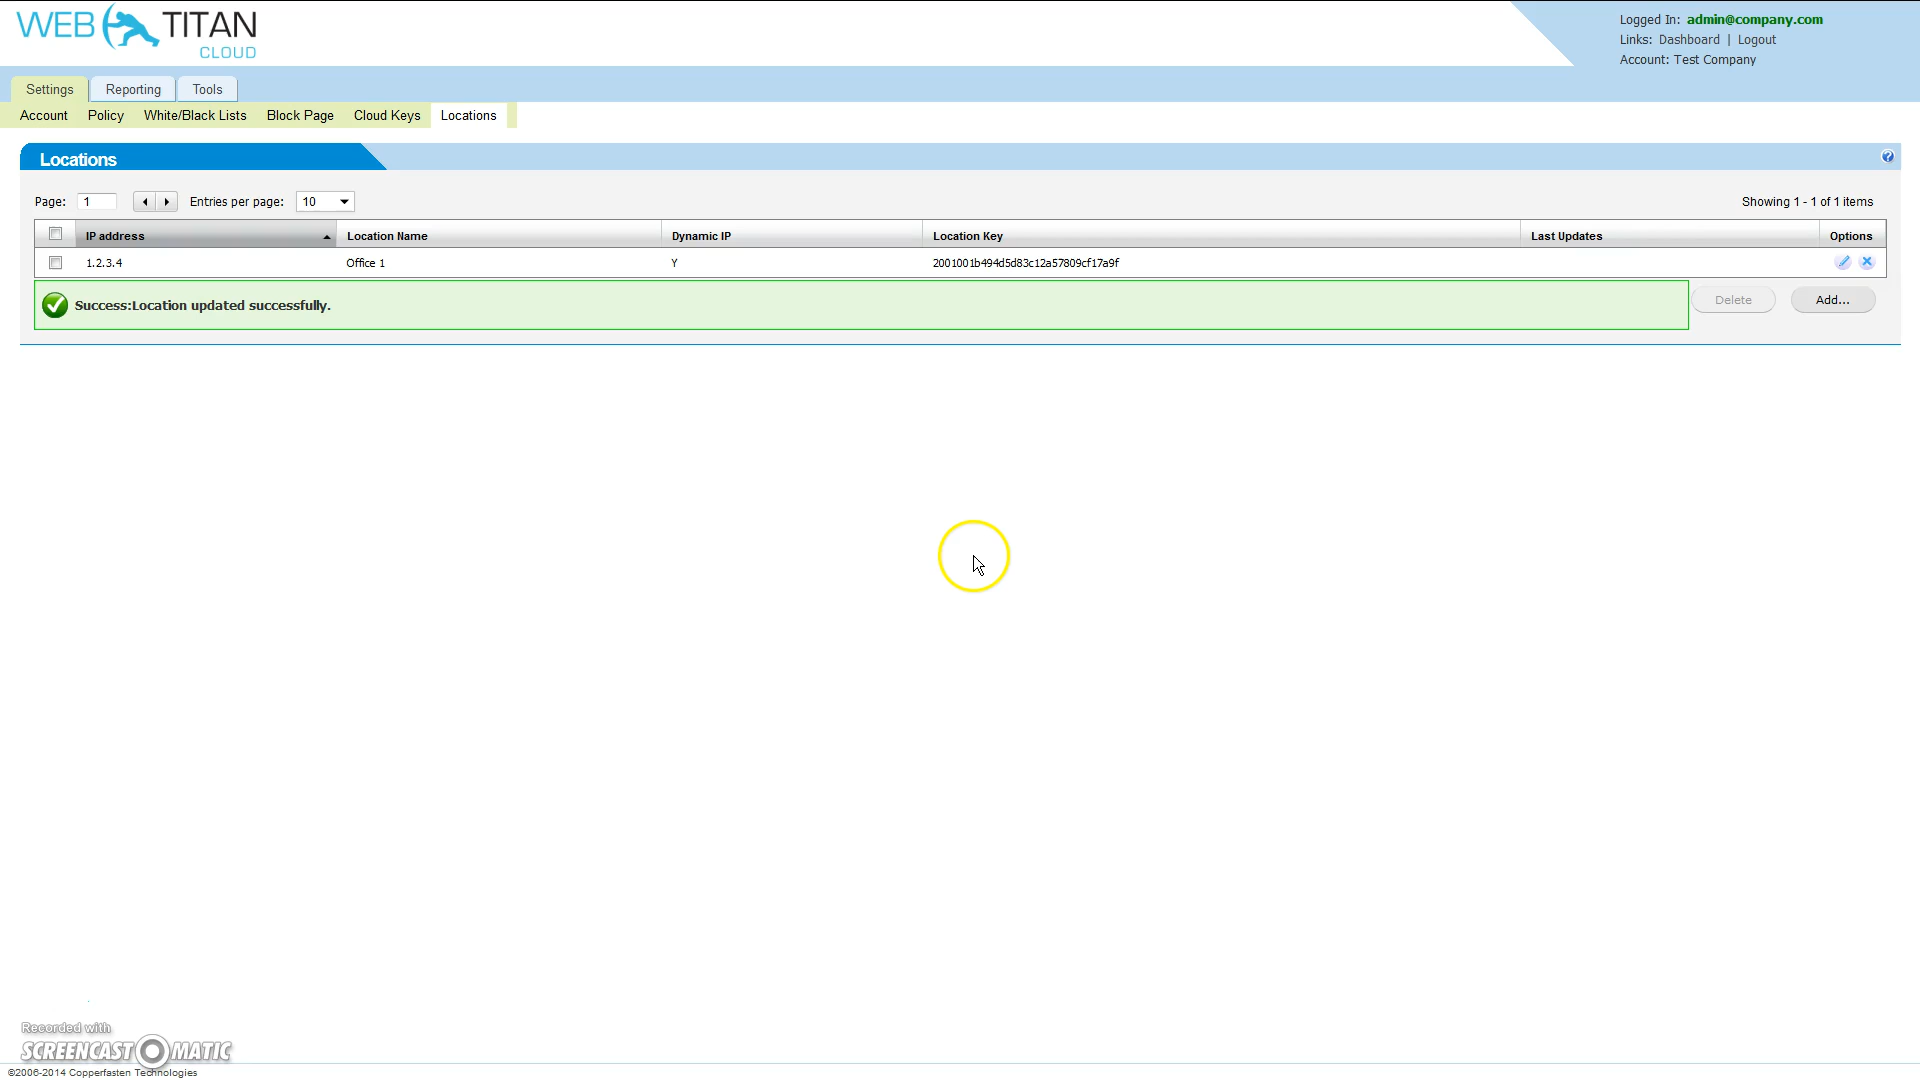 WEB TITAN
CLOUD
Logged In: admin@company.com
Links: Dashboard | Logout
Account: Test Company
Settings Reporting Tools
Account Policy White/Black Lists Block Page Cloud Keys Locations
Locations
Page: 1 Entries per page: 10 Showing 1 - 1 of 1 items
IP address Location Name Dynamic IP Location Key Last Updates Options
1.2.3.4 Office 1 Y 2001001b494d5d83c12a57809cf17a9f
Success:Location updated successfully. Delete Add...
Recorded with
SCREENCAST-O-MATIC
©2006-2014 Copperfasten Technologies